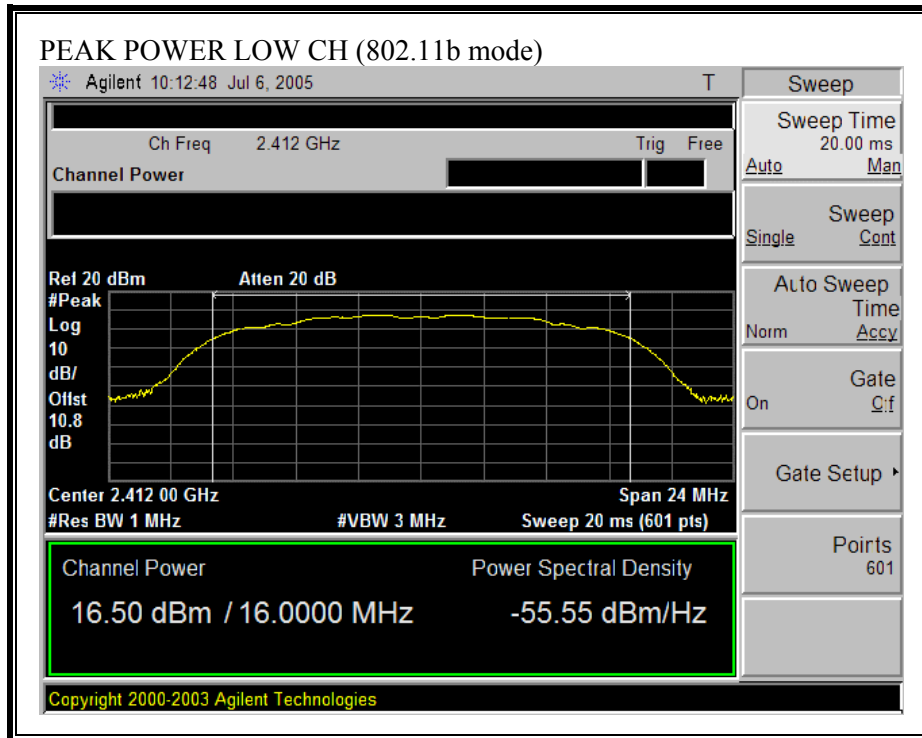 PEAK POWER LOW CH (802.11b mode)
Agilent 10:12:48 Jul 6, 2005 T
Ch Freq 2.412 GHz Trig Free
Channel Power
Ref 20 dBm Atten 20 dB
#Peak
Log
10
dB/
Offst
10.8
dB
Center 2.412 00 GHz Span 24 MHz
#Res BW 1 MHz #VBW 3 MHz Sweep 20 ms (601 pts)
Channel Power Power Spectral Density
16.50 dBm / 16.0000 MHz -55.55 dBm/Hz
Copyright 2000-2003 Agilent Technologies
Sweep
Sweep Time
20.00 ms
Auto Man
Sweep
Single Cont
Auto Sweep
Time
Norm Accy
Gate
On Off
Gate Setup
Points
601